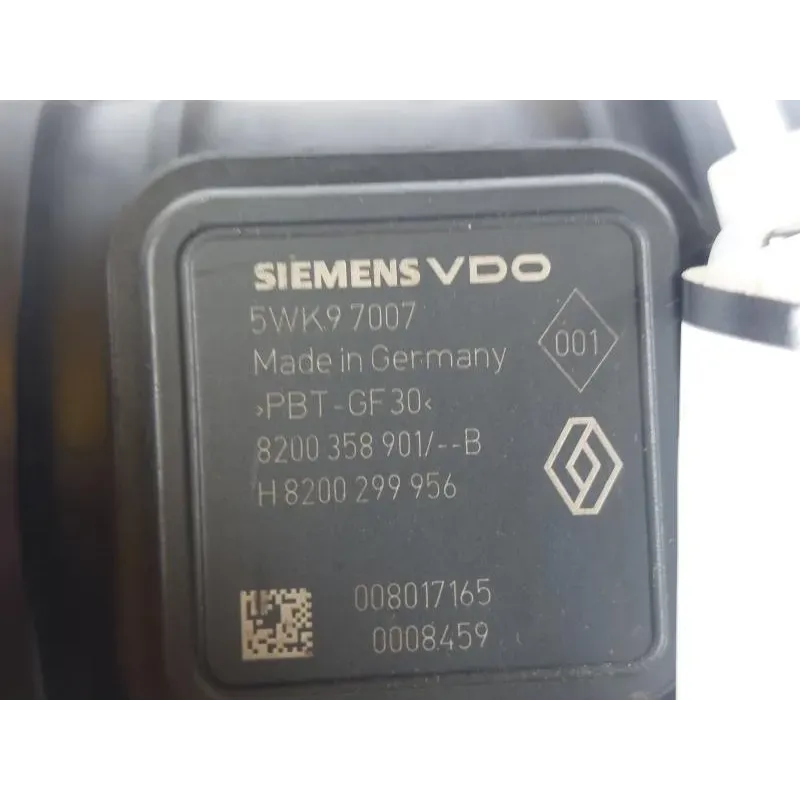 SIEMENS VDO
5WK9 7007
001
Made in Germany
>PBT-GF30<
8200 358 901/--B
H 8200 299 956
008017165
0008459